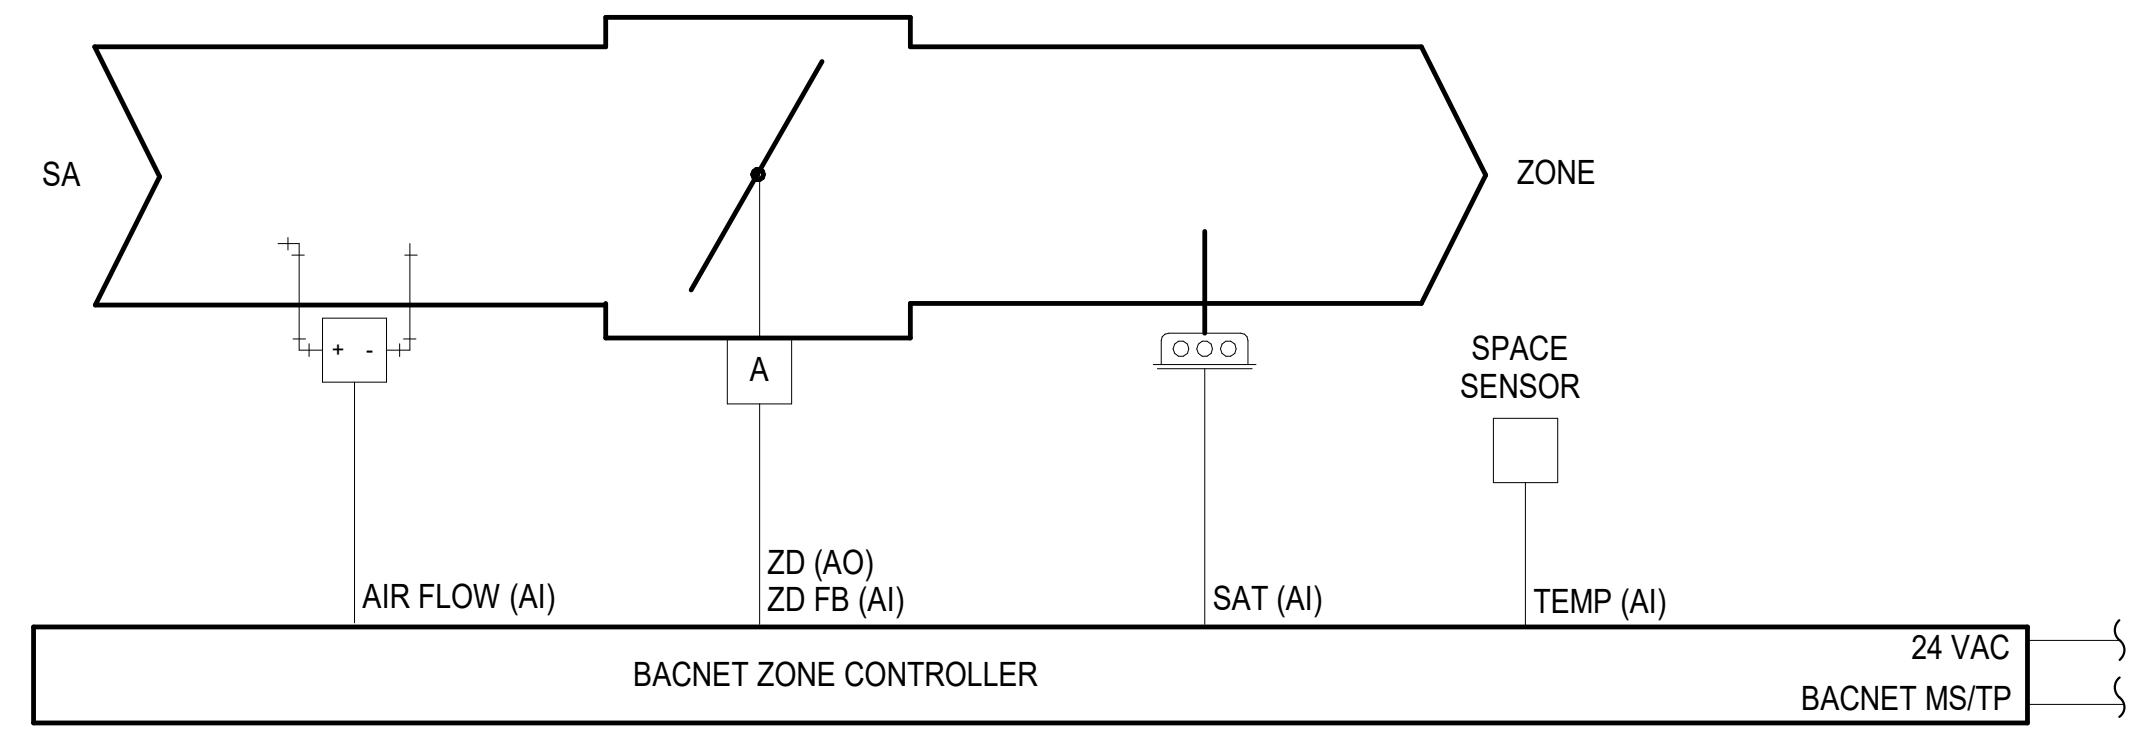 SA
ZONE
+ -
A
SPACE
SENSOR
ZD (AO)
AIR FLOW (AI)
ZD FB (AI)
SAT (AI)
TEMP (AI)
24 VAC
BACNET ZONE CONTROLLER
BACNET MS/TP